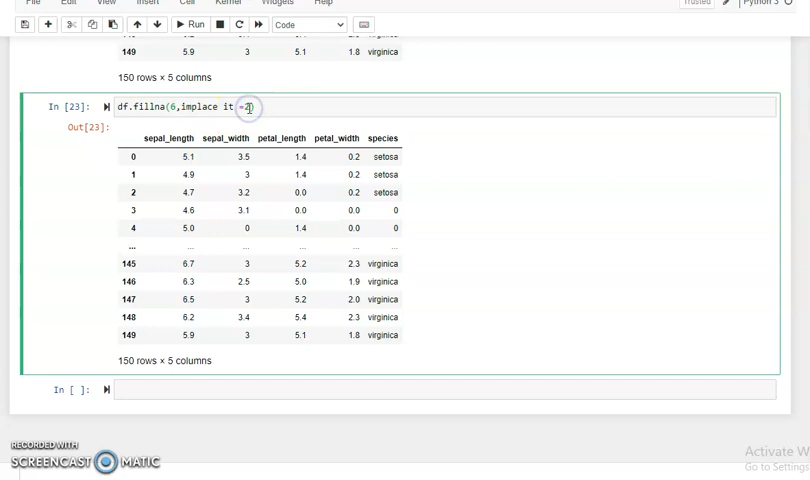 File Edit View Insert Cell Kernel Widgets Help Trusted Python 3
Run Code
149 5.9 3 5.1 1.8 virginica
150 rows × 5 columns
In [23]: df.fillna(6,implace it =2)
Out[23]:
sepal_length sepal_width petal_length petal_width species
0 5.1 3.5 1.4 0.2 setosa
1 4.9 3 1.4 0.2 setosa
2 4.7 3.2 0.0 0.2 setosa
3 4.6 3.1 0.0 0.0 0
4 5.0 0 1.4 0.0 0
... ... ... ... ... ...
145 6.7 3 5.2 2.3 virginica
146 6.3 2.5 5.0 1.9 virginica
147 6.5 3 5.2 2.0 virginica
148 6.2 3.4 5.4 2.3 virginica
149 5.9 3 5.1 1.8 virginica
150 rows × 5 columns
In [ ]:
RECORDED WITH
SCREENCAST MATIC
Activate W
Go to Settings